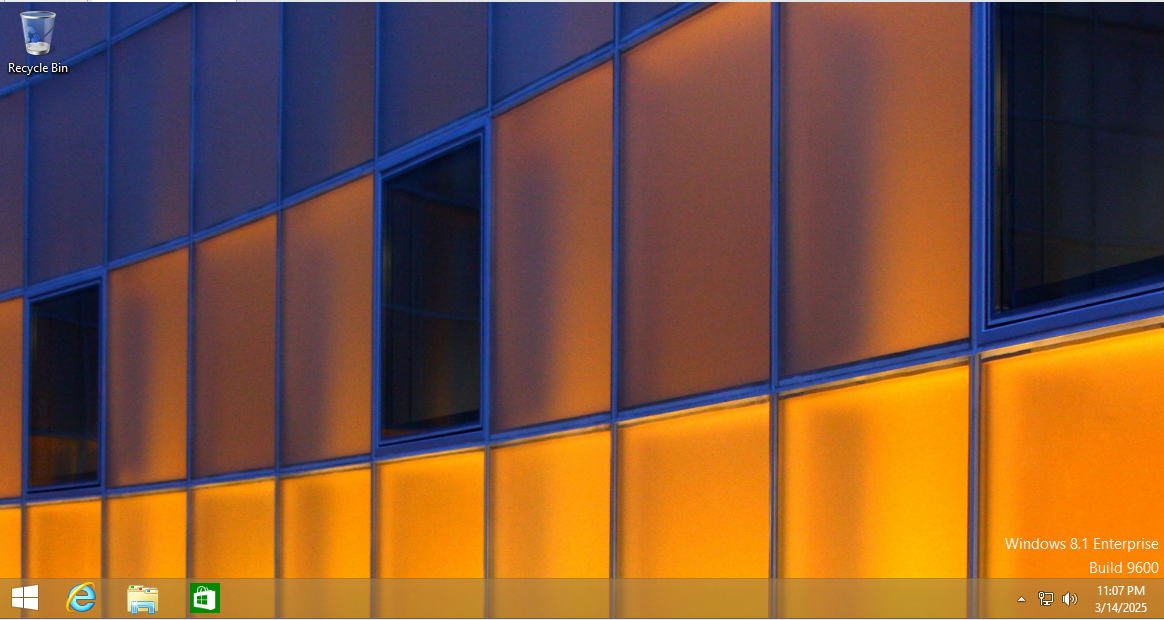 Recycle Bin
Windows 8.1 Enterprise
Build 9600
11:07 PM
3/14/2025